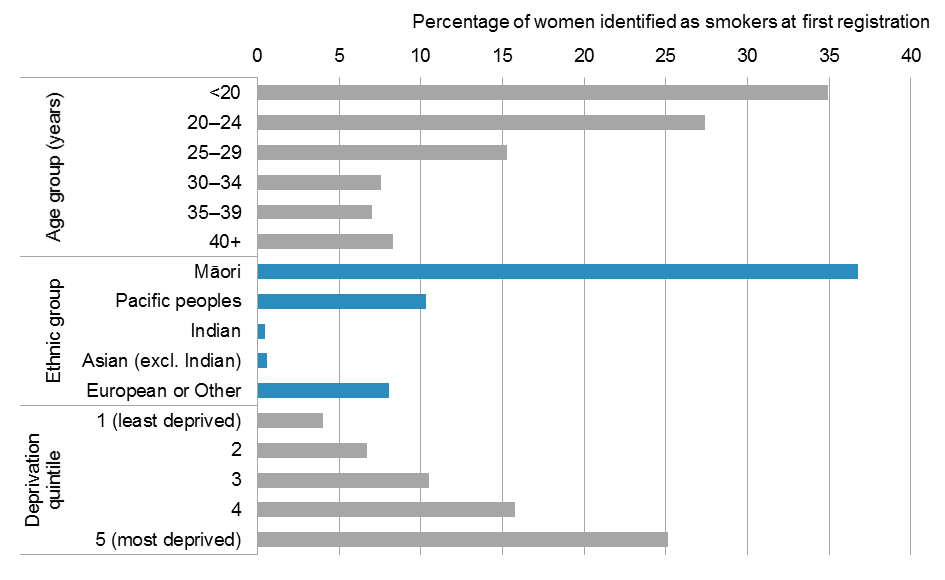 Percentage of women identified as smokers at first registration
0 5 10 15 20 25 30 35 40
Age group (years)
<20
20–24
25–29
30–34
35–39
40+
Ethnic group
Māori
Pacific peoples
Indian
Asian (excl. Indian)
European or Other
Deprivation
quintile
1 (least deprived)
2
3
4
5 (most deprived)